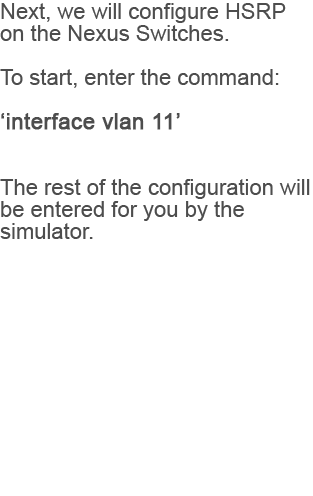 Next, we will configure HSRP
on the Nexus Switches.
To start, enter the command:
‘interface vlan 11’
The rest of the configuration will
be entered for you by the
simulator.